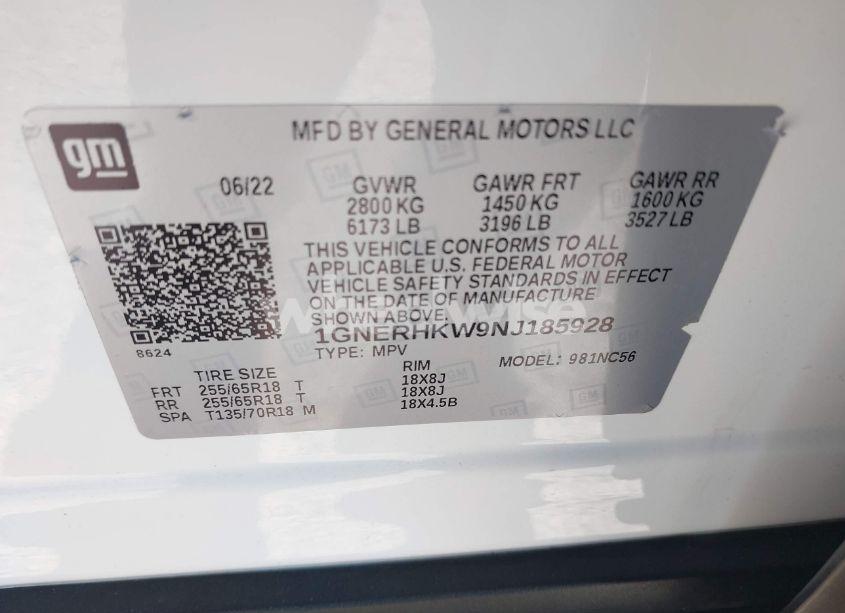 gm
MFD BY GENERAL MOTORS LLC
06/22
GVWR GAWR FRT GAWR RR
2800 KG 1450 KG 1600 KG
6173 LB 3196 LB 3527 LB
THIS VEHICLE CONFORMS TO ALL
APPLICABLE U.S. FEDERAL MOTOR
VEHICLE SAFETY STANDARDS IN EFFECT
ON THE DATE OF MANUFACTURE
SHOWN ABOVE.
1GNERHKW9NJ185928
8624
TYPE: MPV MODEL: 981NC56
TIRE SIZE RIM
FRT 255/65R18 T 18X8J
RR 255/65R18 T 18X8J
SPA T135/70R18 M 18X4.5B